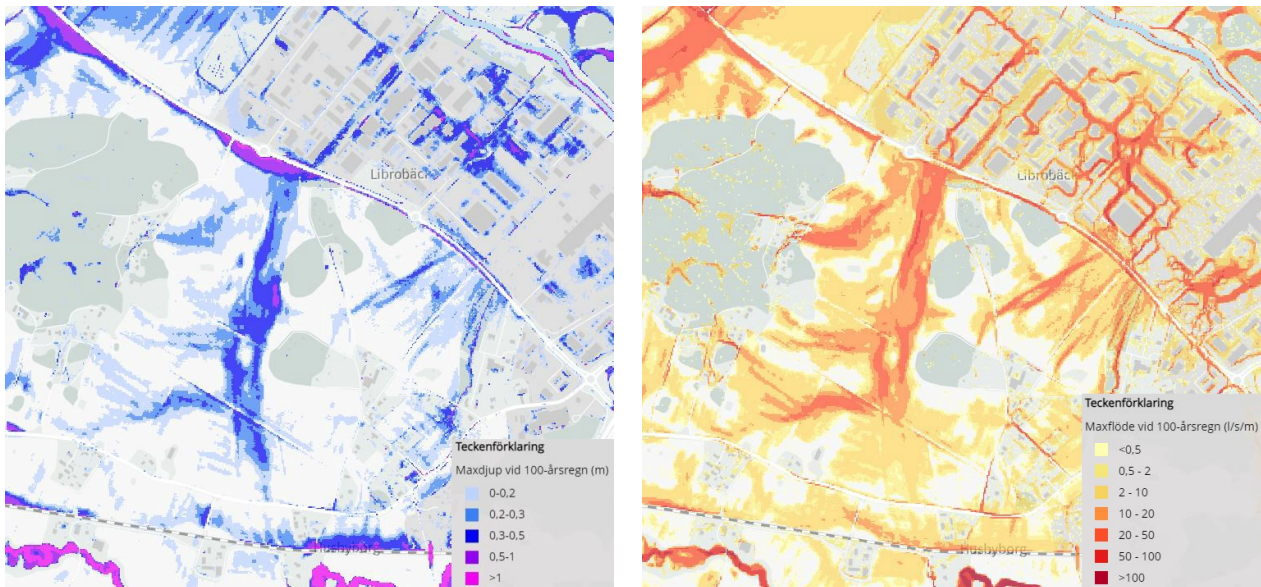 Librobäck
Husbyborg
Teckenförklaring
Maxdjup vid 100-årsregn (m)
0-0,2
0.2-0,3
0.3-0,5
0,5-1
>1
Librobäck
Husbyborg
Teckenförklaring
Maxflöde vid 100-årsregn (l/s/m)
<0,5
0,5 - 2
2 - 10
10 - 20
20 - 50
50 - 100
>100